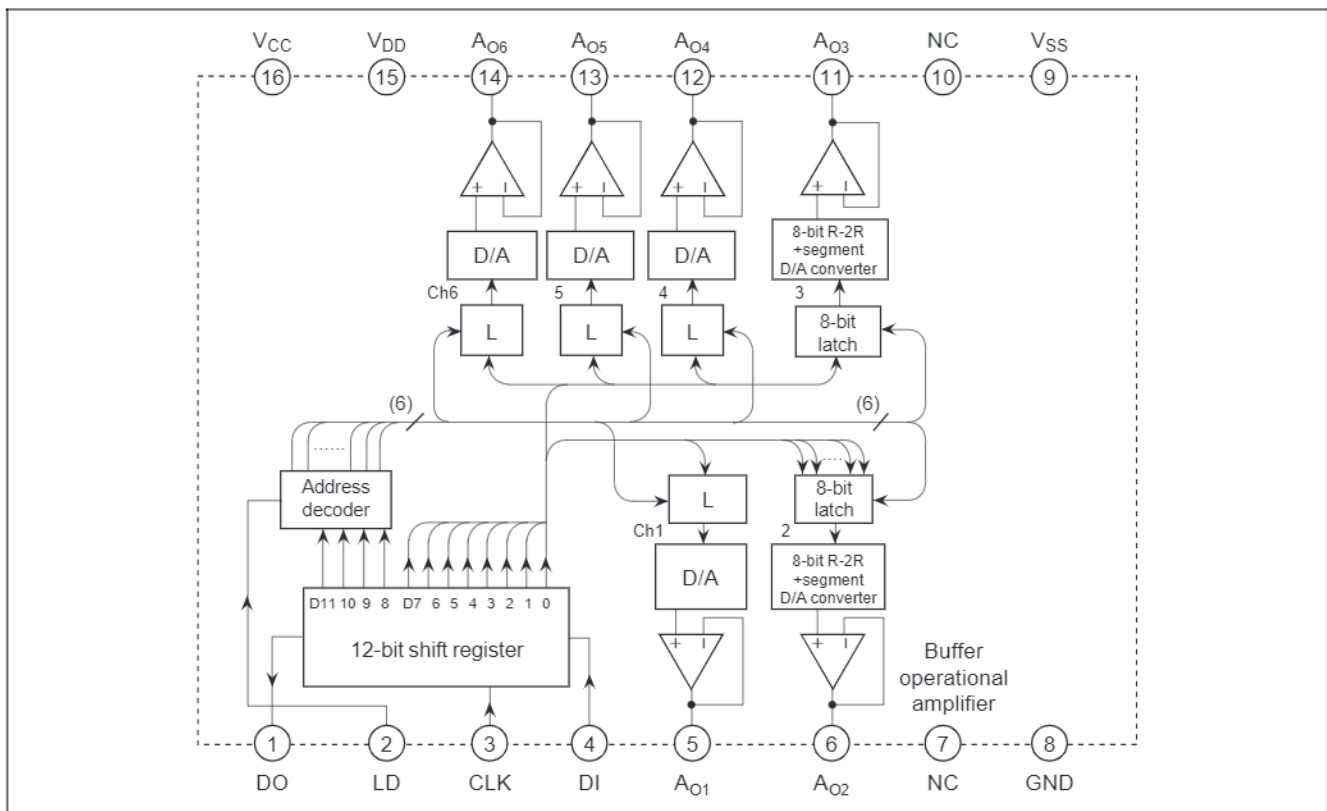 VCC VDD AO6 AO5 AO4 AO3 NC VSS
16 15 14 13 12 11 10 9
+ − + − + − + −
D/A D/A D/A 8-bit R-2R
+segment
D/A converter
Ch6 5 4 3
L L L 8-bit
latch
(6) (6)
Address
decoder
L 8-bit
latch
Ch1 2
D/A 8-bit R-2R
+segment
D/A converter
D11 10 9 8 D7 6 5 4 3 2 1 0
12-bit shift register
+ − + −
Buffer
operational
amplifier
1 2 3 4 5 6 7 8
DO LD CLK DI AO1 AO2 NC GND